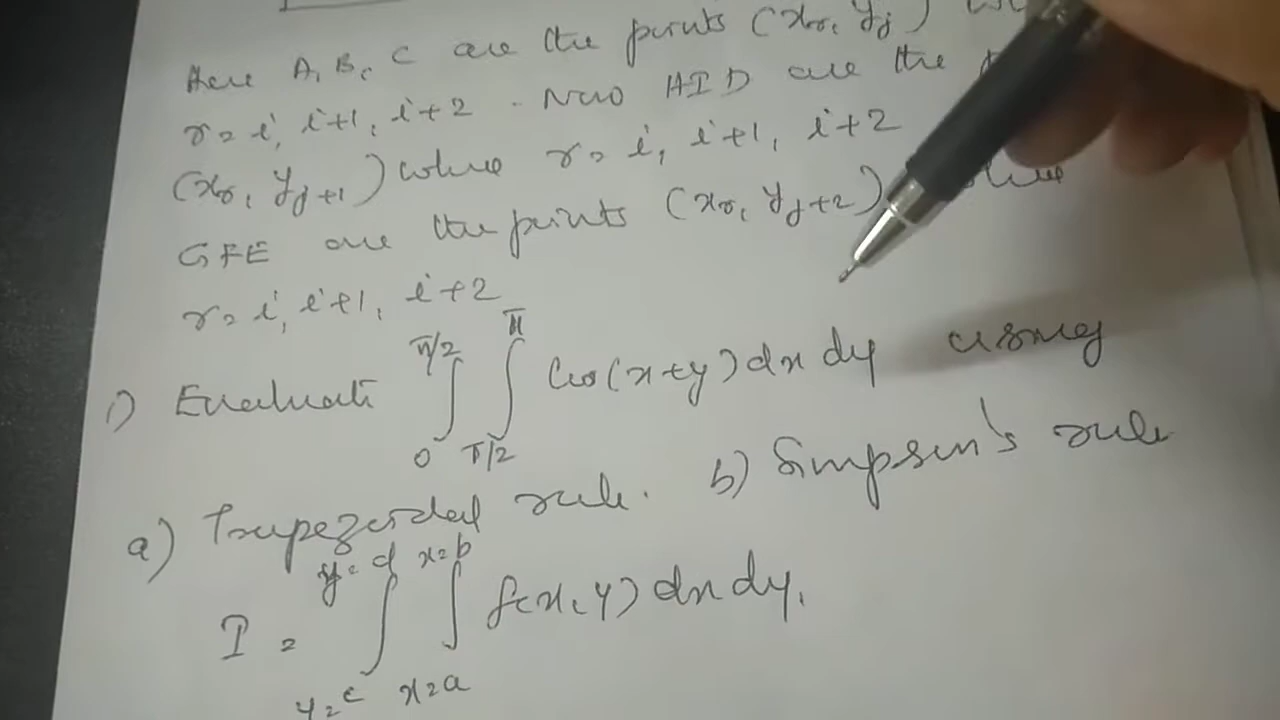 Here A, B, C are the points (xr, yj)
r = i, i+1, i+2 . Now HID are the
(xr, yj+1) where r = i, i+1, i+2
GFE are the points (xr, yj+2)
r = i, i+1, i+2
1) Evaluate ∫_0^{π/2} ∫_{π/2}^{π} Cos(x+y) dx dy using
a) Trapezoidal rule. b) Simpson's rule
I = ∫_{y=c}^{y=d} ∫_{x=a}^{x=b} f(x,y) dx dy,